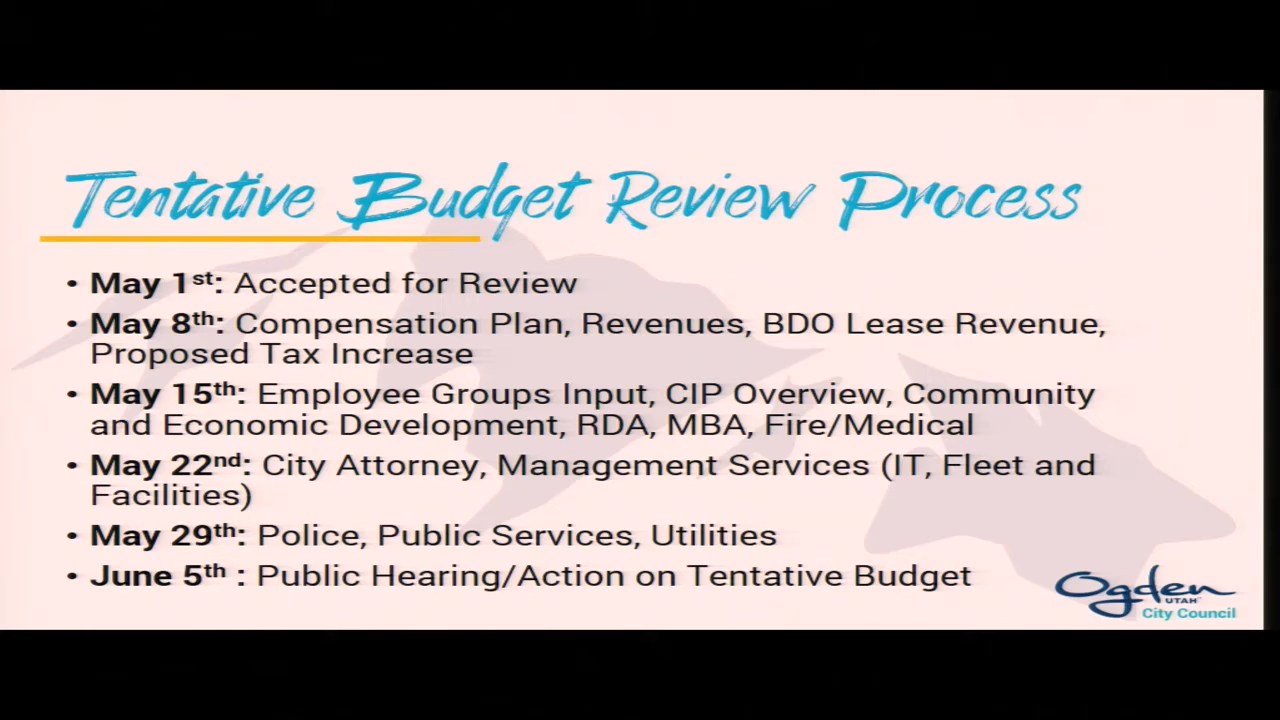 Tentative Budget Review Process
• May 1st: Accepted for Review
• May 8th: Compensation Plan, Revenues, BDO Lease Revenue,
Proposed Tax Increase
• May 15th: Employee Groups Input, CIP Overview, Community
and Economic Development, RDA, MBA, Fire/Medical
• May 22nd: City Attorney, Management Services (IT, Fleet and
Facilities)
• May 29th: Police, Public Services, Utilities
• June 5th : Public Hearing/Action on Tentative Budget
Ogden
UTAH
City Council